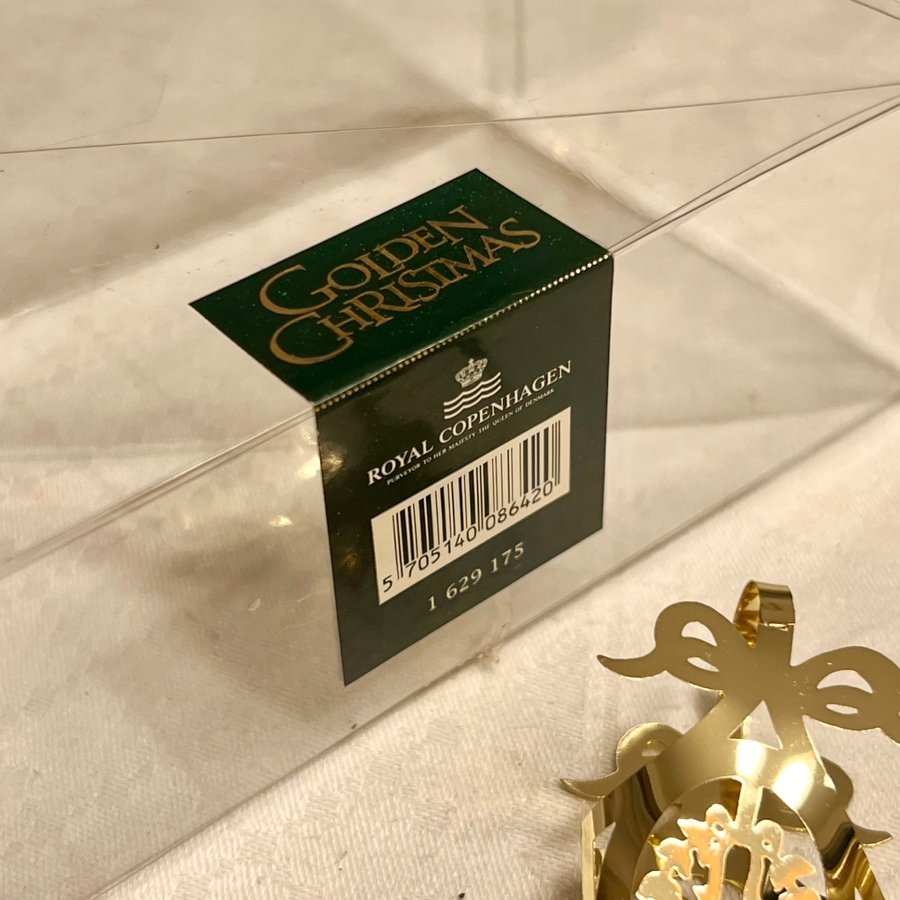 GOLDEN
CHRISTMAS
ROYAL COPENHAGEN
PURVEYOR TO HER MAJESTY THE QUEEN OF DENMARK
5 705140 086420
1 629 175